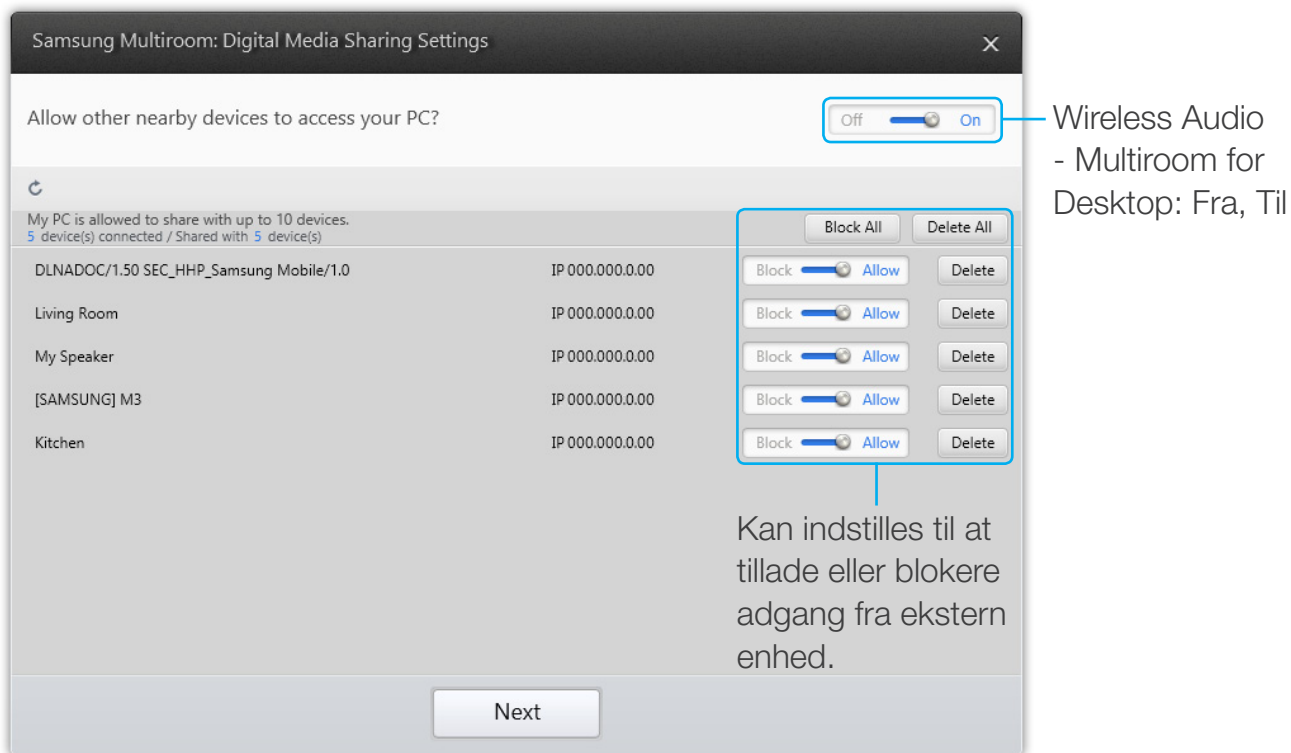 Samsung Multiroom: Digital Media Sharing Settings
Allow other nearby devices to access your PC?
Off On
Wireless Audio
- Multiroom for
Desktop: Fra, Til
My PC is allowed to share with up to 10 devices.
5 device(s) connected / Shared with 5 device(s)
Block All Delete All
DLNADOC/1.50 SEC_HHP_Samsung Mobile/1.0 IP 000.000.0.00 Block Allow Delete
Living Room IP 000.000.0.00 Block Allow Delete
My Speaker IP 000.000.0.00 Block Allow Delete
[SAMSUNG] M3 IP 000.000.0.00 Block Allow Delete
Kitchen IP 000.000.0.00 Block Allow Delete
Kan indstilles til at
tillade eller blokere
adgang fra ekstern
enhed.
Next